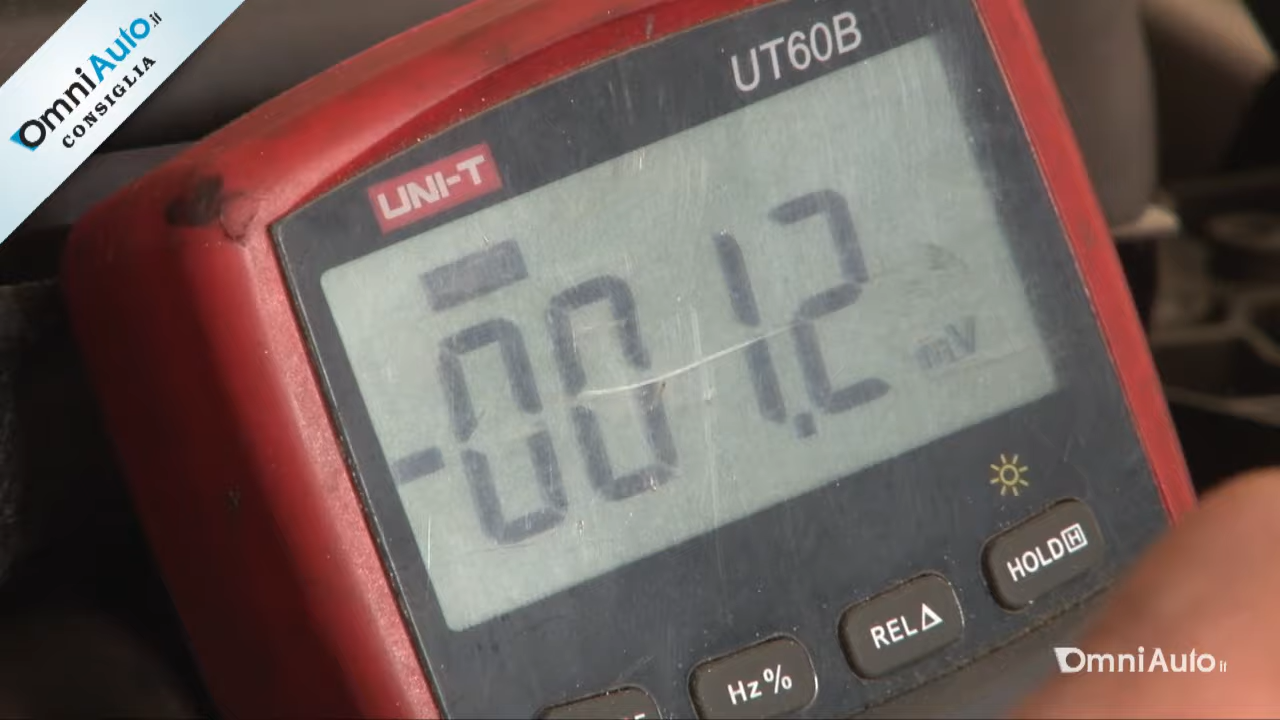 OmniAuto.it
CONSIGLIA
UT60B
UNI-T
-001.2 mV
HOLD H
REL△
Hz%
OmniAuto.it